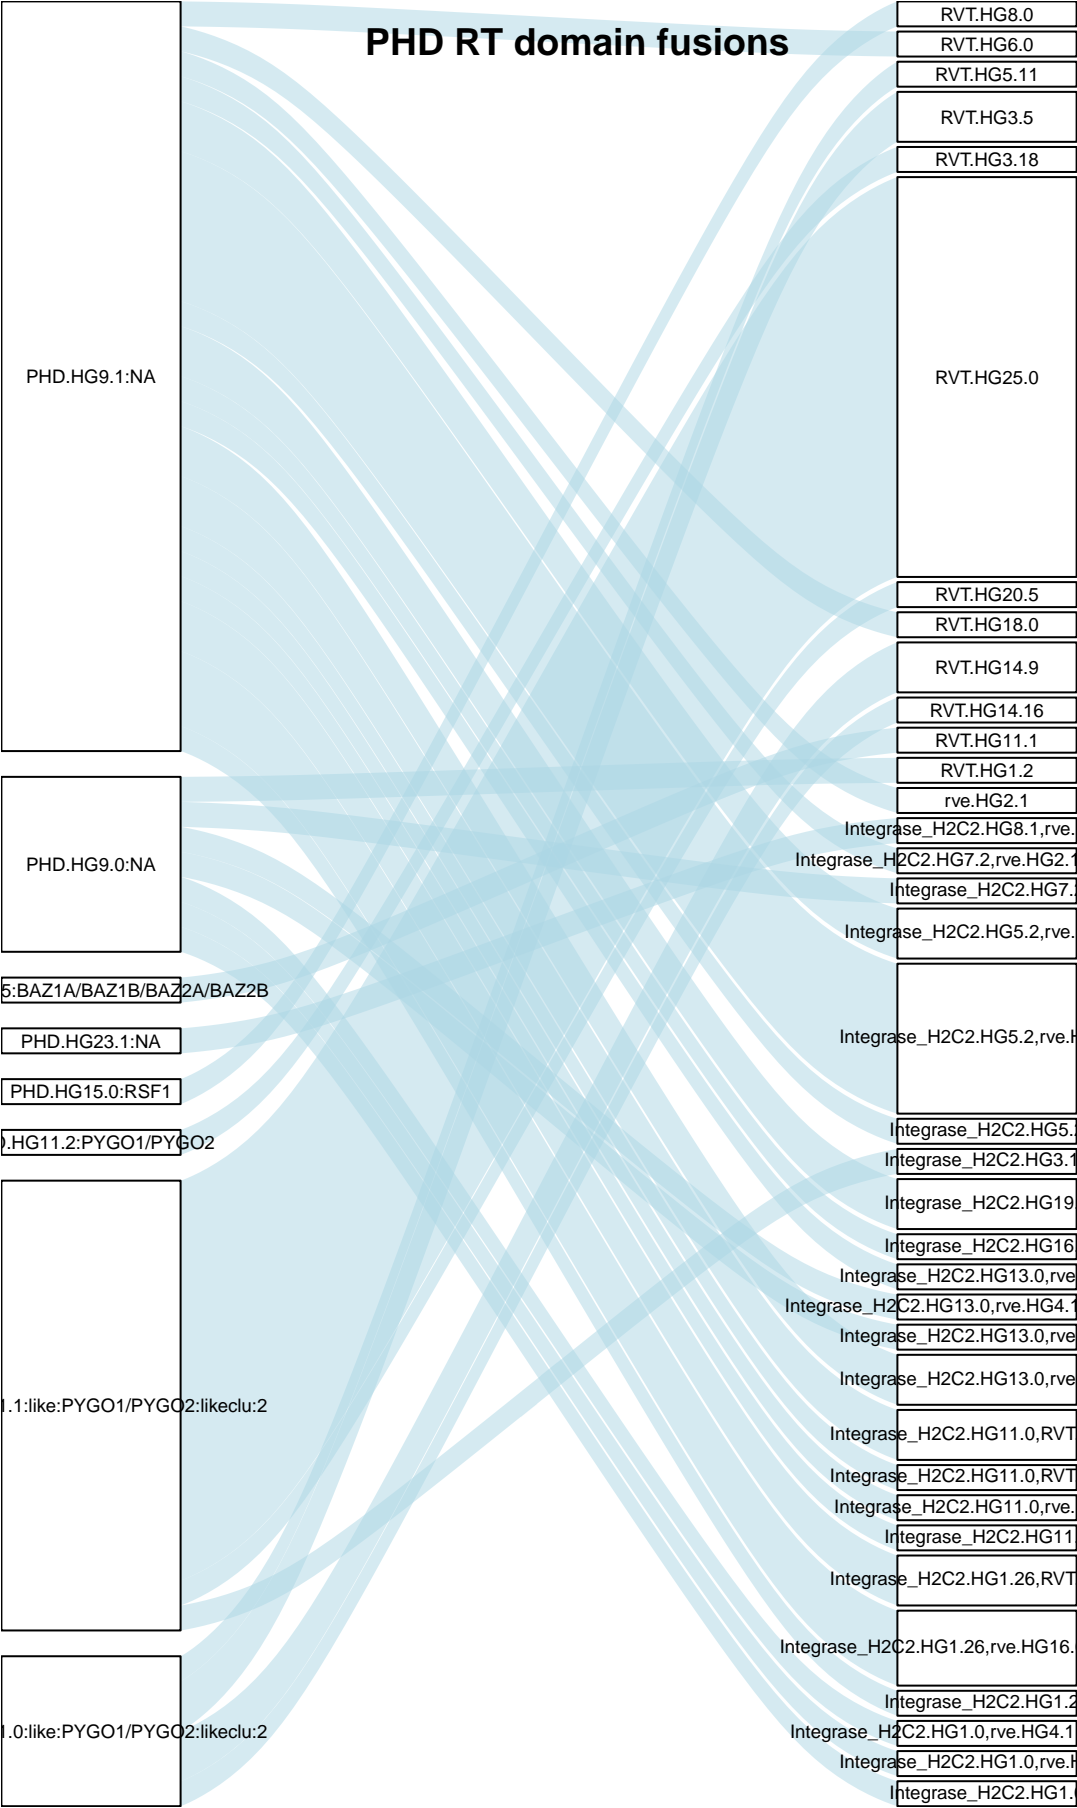 PHD RT domain fusions
PHD.HG9.1:NA
PHD.HG9.0:NA
5:BAZ1A/BAZ1B/BAZ2A/BAZ2B
PHD.HG23.1:NA
PHD.HG15.0:RSF1
.HG11.2:PYGO1/PYGO2
.1:like:PYGO1/PYGO2:likeclu:2
.0:like:PYGO1/PYGO2:likeclu:2
RVT.HG8.0
RVT.HG6.0
RVT.HG5.11
RVT.HG3.5
RVT.HG3.18
RVT.HG25.0
RVT.HG20.5
RVT.HG18.0
RVT.HG14.9
RVT.HG14.16
RVT.HG11.1
RVT.HG1.2
rve.HG2.1
Integrase_H2C2.HG8.1,rve.
Integrase_H2C2.HG7.2,rve.HG2.1
Integrase_H2C2.HG7.
Integrase_H2C2.HG5.2,rve.
Integrase_H2C2.HG5.2,rve.H
Integrase_H2C2.HG5.
Integrase_H2C2.HG3.1
Integrase_H2C2.HG19
Integrase_H2C2.HG16.
Integrase_H2C2.HG13.0,rve
Integrase_H2C2.HG13.0,rve.HG4.1
Integrase_H2C2.HG13.0,rve
Integrase_H2C2.HG13.0,rve
Integrase_H2C2.HG11.0,RVT
Integrase_H2C2.HG11.0,RVT
Integrase_H2C2.HG11.0,rve.
Integrase_H2C2.HG11.
Integrase_H2C2.HG1.26,RVT
Integrase_H2C2.HG1.26,rve.HG16.
Integrase_H2C2.HG1.2
Integrase_H2C2.HG1.0,rve.HG4.1
Integrase_H2C2.HG1.0,rve.H
Integrase_H2C2.HG1.